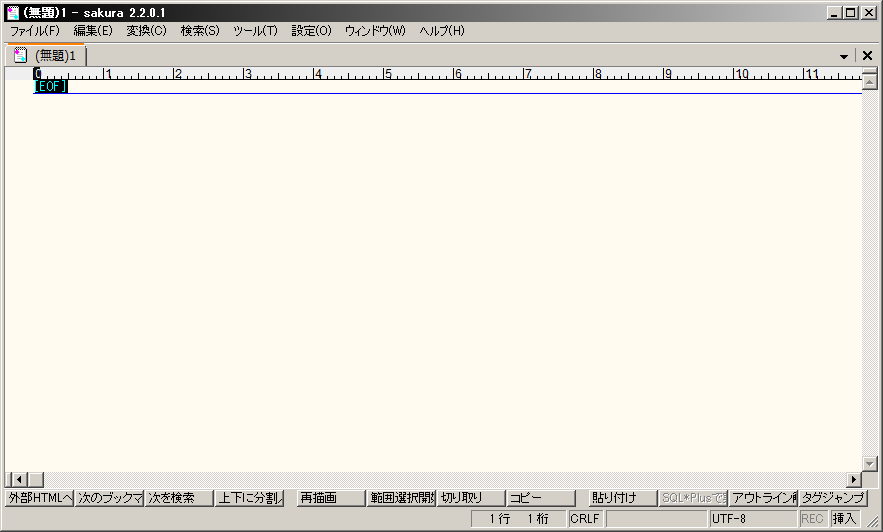 (無題)1 - sakura 2.2.0.1
ファイル(F) 編集(E) 変換(C) 検索(S) ツール(T) 設定(O) ウィンドウ(W) ヘルプ(H)
(無題)1
0 1 2 3 4 5 6 7 8 9 10 11
[EOF]
外部HTMLヘ 次のブックマ 次を検索 上下に分割 再描画 範囲選択開始 切り取り コピー 貼り付け SQL*Plusで アウトライン タグジャンプ
1行 1桁 CRLF UTF-8 REC 挿入